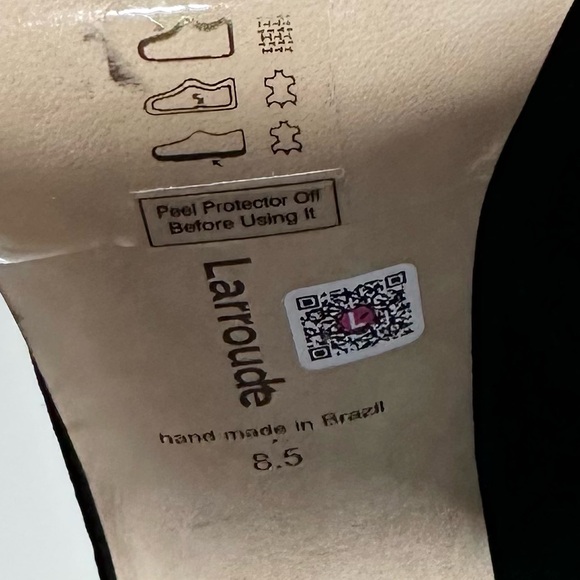 Peel Protector Off
Before Using It
Larroude
L
hand made in Brazil
8.5